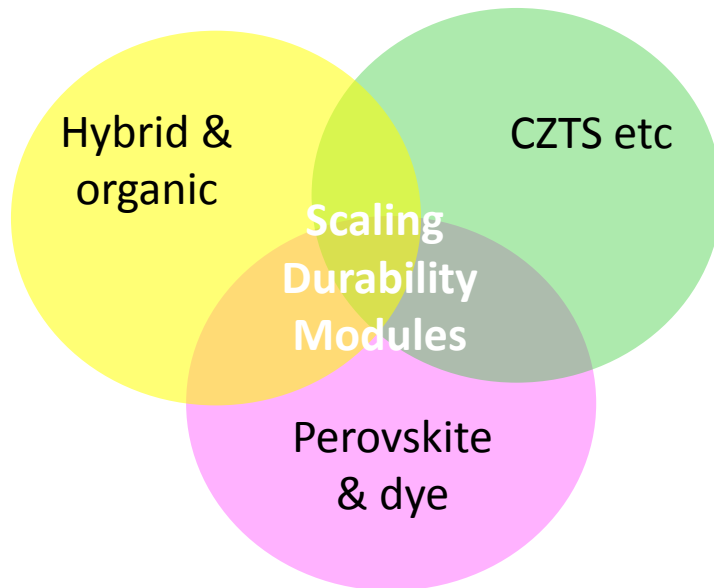 Hybrid &
organic
CZTS etc
Scaling
Durability
Modules
Perovskite
& dye